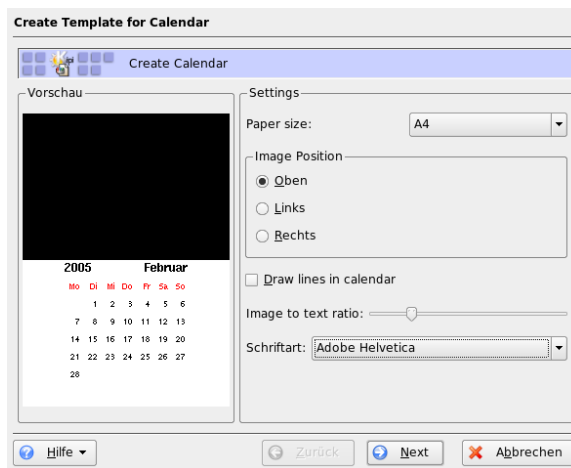 Create Template for Calendar
Create Calendar
Vorschau
2005 Februar
Mo Di Mi Do Fr Sa So
1 2 3 4 5 6
7 8 9 10 11 12 13
14 15 16 17 18 19 20
21 22 23 24 25 26 27
28
Settings
Paper size: A4
Image Position
Oben
Links
Rechts
Draw lines in calendar
Image to text ratio:
Schriftart: Adobe Helvetica
Hilfe
Zurück
Next
Abbrechen